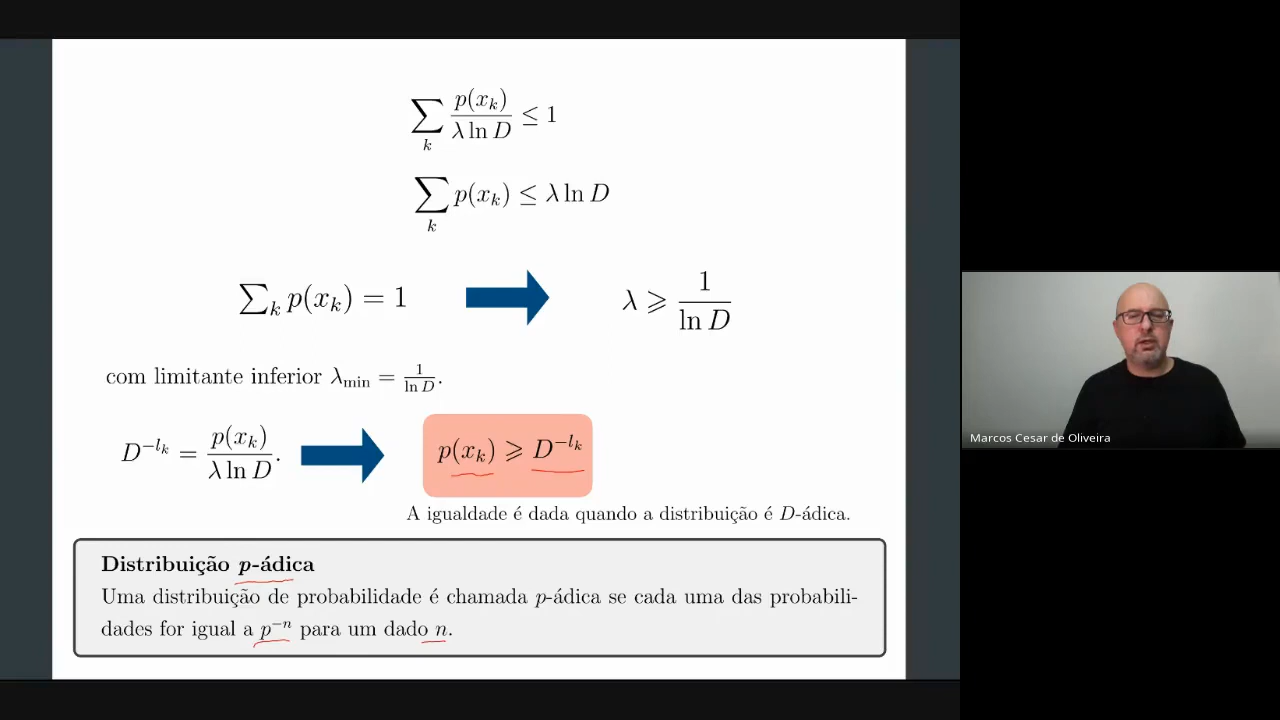 ∑_k p(x_k)/(λ ln D) ≤ 1
∑_k p(x_k) ≤ λ ln D
∑_k p(x_k) = 1
λ ⩾ 1/(ln D)
com limitante inferior λ_min = 1/(ln D).
D^{-l_k} = p(x_k)/(λ ln D).
p(x_k) ⩾ D^{-l_k}
A igualdade é dada quando a distribuição é D-ádica.
Distribuição p-ádica
Uma distribuição de probabilidade é chamada p-ádica se cada uma das probabili-
dades for igual a p^{-n} para um dado n.
Marcos Cesar de Oliveira